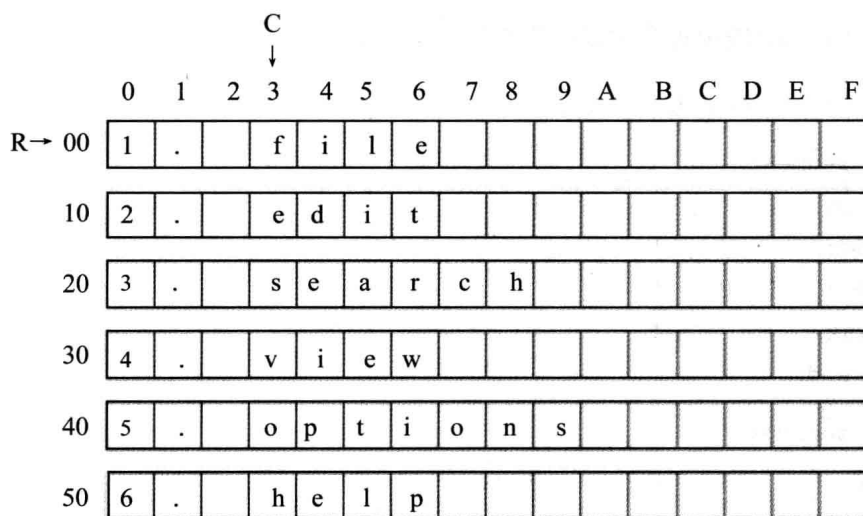 C
↓
0 1 2 3 4 5 6 7 8 9 A B C D E F
R→ 00 1 . f i l e
10 2 . e d i t
20 3 . s e a r c h
30 4 . v i e w
40 5 . o p t i o n s
50 6 . h e l p